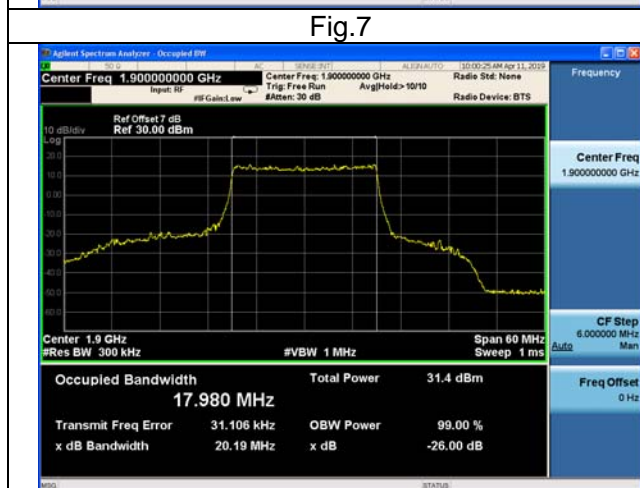 Fig.7
Agilent Spectrum Analyzer - Occupied BW
50 Ω AC SENSE:INT ALIGNAUTO 10:00:25 AM Apr 11, 2019
Center Freq 1.900000000 GHz
Input: RF
#IFGain:Low
Center Freq: 1.900000000 GHz
Trig: Free Run Avg|Hold:>10/10
#Atten: 30 dB
Radio Std: None
Radio Device: BTS
Frequency
Ref Offset 7 dB
10 dB/div Ref 30.00 dBm
Log
20.0
10.0
0.00
-10.0
-20.0
-30.0
-40.0
-50.0
-60.0
Center 1.9 GHz Span 60 MHz
#Res BW 300 kHz #VBW 1 MHz Sweep 1 ms
Occupied Bandwidth Total Power 31.4 dBm
17.980 MHz
Transmit Freq Error 31.106 kHz OBW Power 99.00 %
x dB Bandwidth 20.19 MHz x dB -26.00 dB
Center Freq
1.900000000 GHz
CF Step
6.000000 MHz
Auto Man
Freq Offset
0 Hz
MSG STATUS